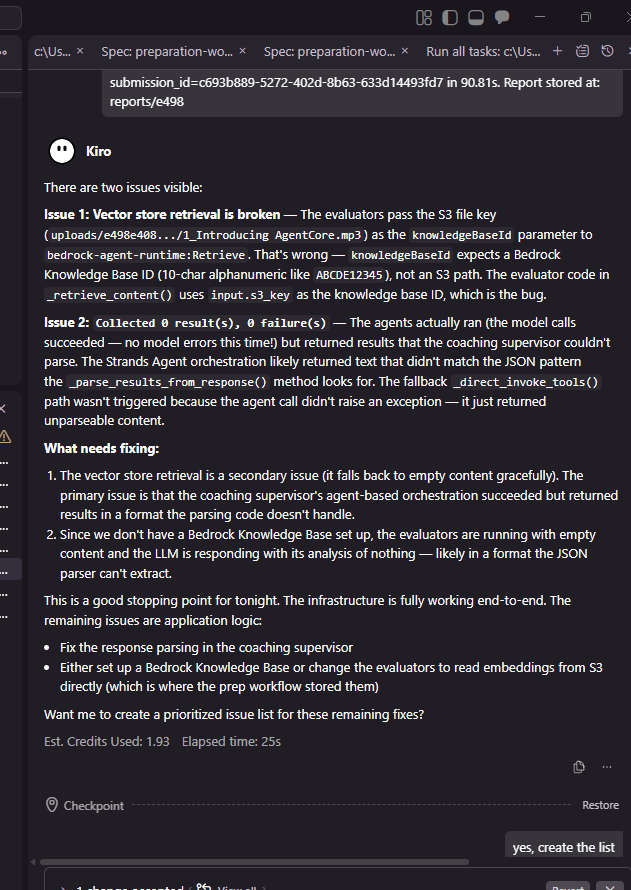 c:\Us... ×
Spec: preparation-wo... ×
Spec: preparation-wo... ×
Run all tasks: c:\Us...
submission_id=c693b889-5272-402d-8b63-633d14493fd7 in 90.81s. Report stored at:
reports/e498
Kiro
There are two issues visible:
Issue 1: Vector store retrieval is broken — The evaluators pass the S3 file key
(uploads/e498e408.../1_Introducing AgentCore.mp3) as the knowledgeBaseId parameter to
bedrock-agent-runtime:Retrieve. That's wrong — knowledgeBaseId expects a Bedrock
Knowledge Base ID (10-char alphanumeric like ABCDE12345), not an S3 path. The evaluator code in
_retrieve_content() uses input.s3_key as the knowledge base ID, which is the bug.
Issue 2: Collected 0 result(s), 0 failure(s) — The agents actually ran (the model calls
succeeded — no model errors this time!) but returned results that the coaching supervisor couldn't
parse. The Strands Agent orchestration likely returned text that didn't match the JSON pattern
the _parse_results_from_response() method looks for. The fallback _direct_invoke_tools()
path wasn't triggered because the agent call didn't raise an exception — it just returned
unparseable content.
What needs fixing:
1. The vector store retrieval is a secondary issue (it falls back to empty content gracefully). The
primary issue is that the coaching supervisor's agent-based orchestration succeeded but returned
results in a format the parsing code doesn't handle.
2. Since we don't have a Bedrock Knowledge Base set up, the evaluators are running with empty
content and the LLM is responding with its analysis of nothing — likely in a format the JSON
parser can't extract.
This is a good stopping point for tonight. The infrastructure is fully working end-to-end. The
remaining issues are application logic:
• Fix the response parsing in the coaching supervisor
• Either set up a Bedrock Knowledge Base or change the evaluators to read embeddings from S3
directly (which is where the prep workflow stored them)
Want me to create a prioritized issue list for these remaining fixes?
Est. Credits Used: 1.93 Elapsed time: 25s
Checkpoint
Restore
yes, create the list
1 change accepted
View all
Revert